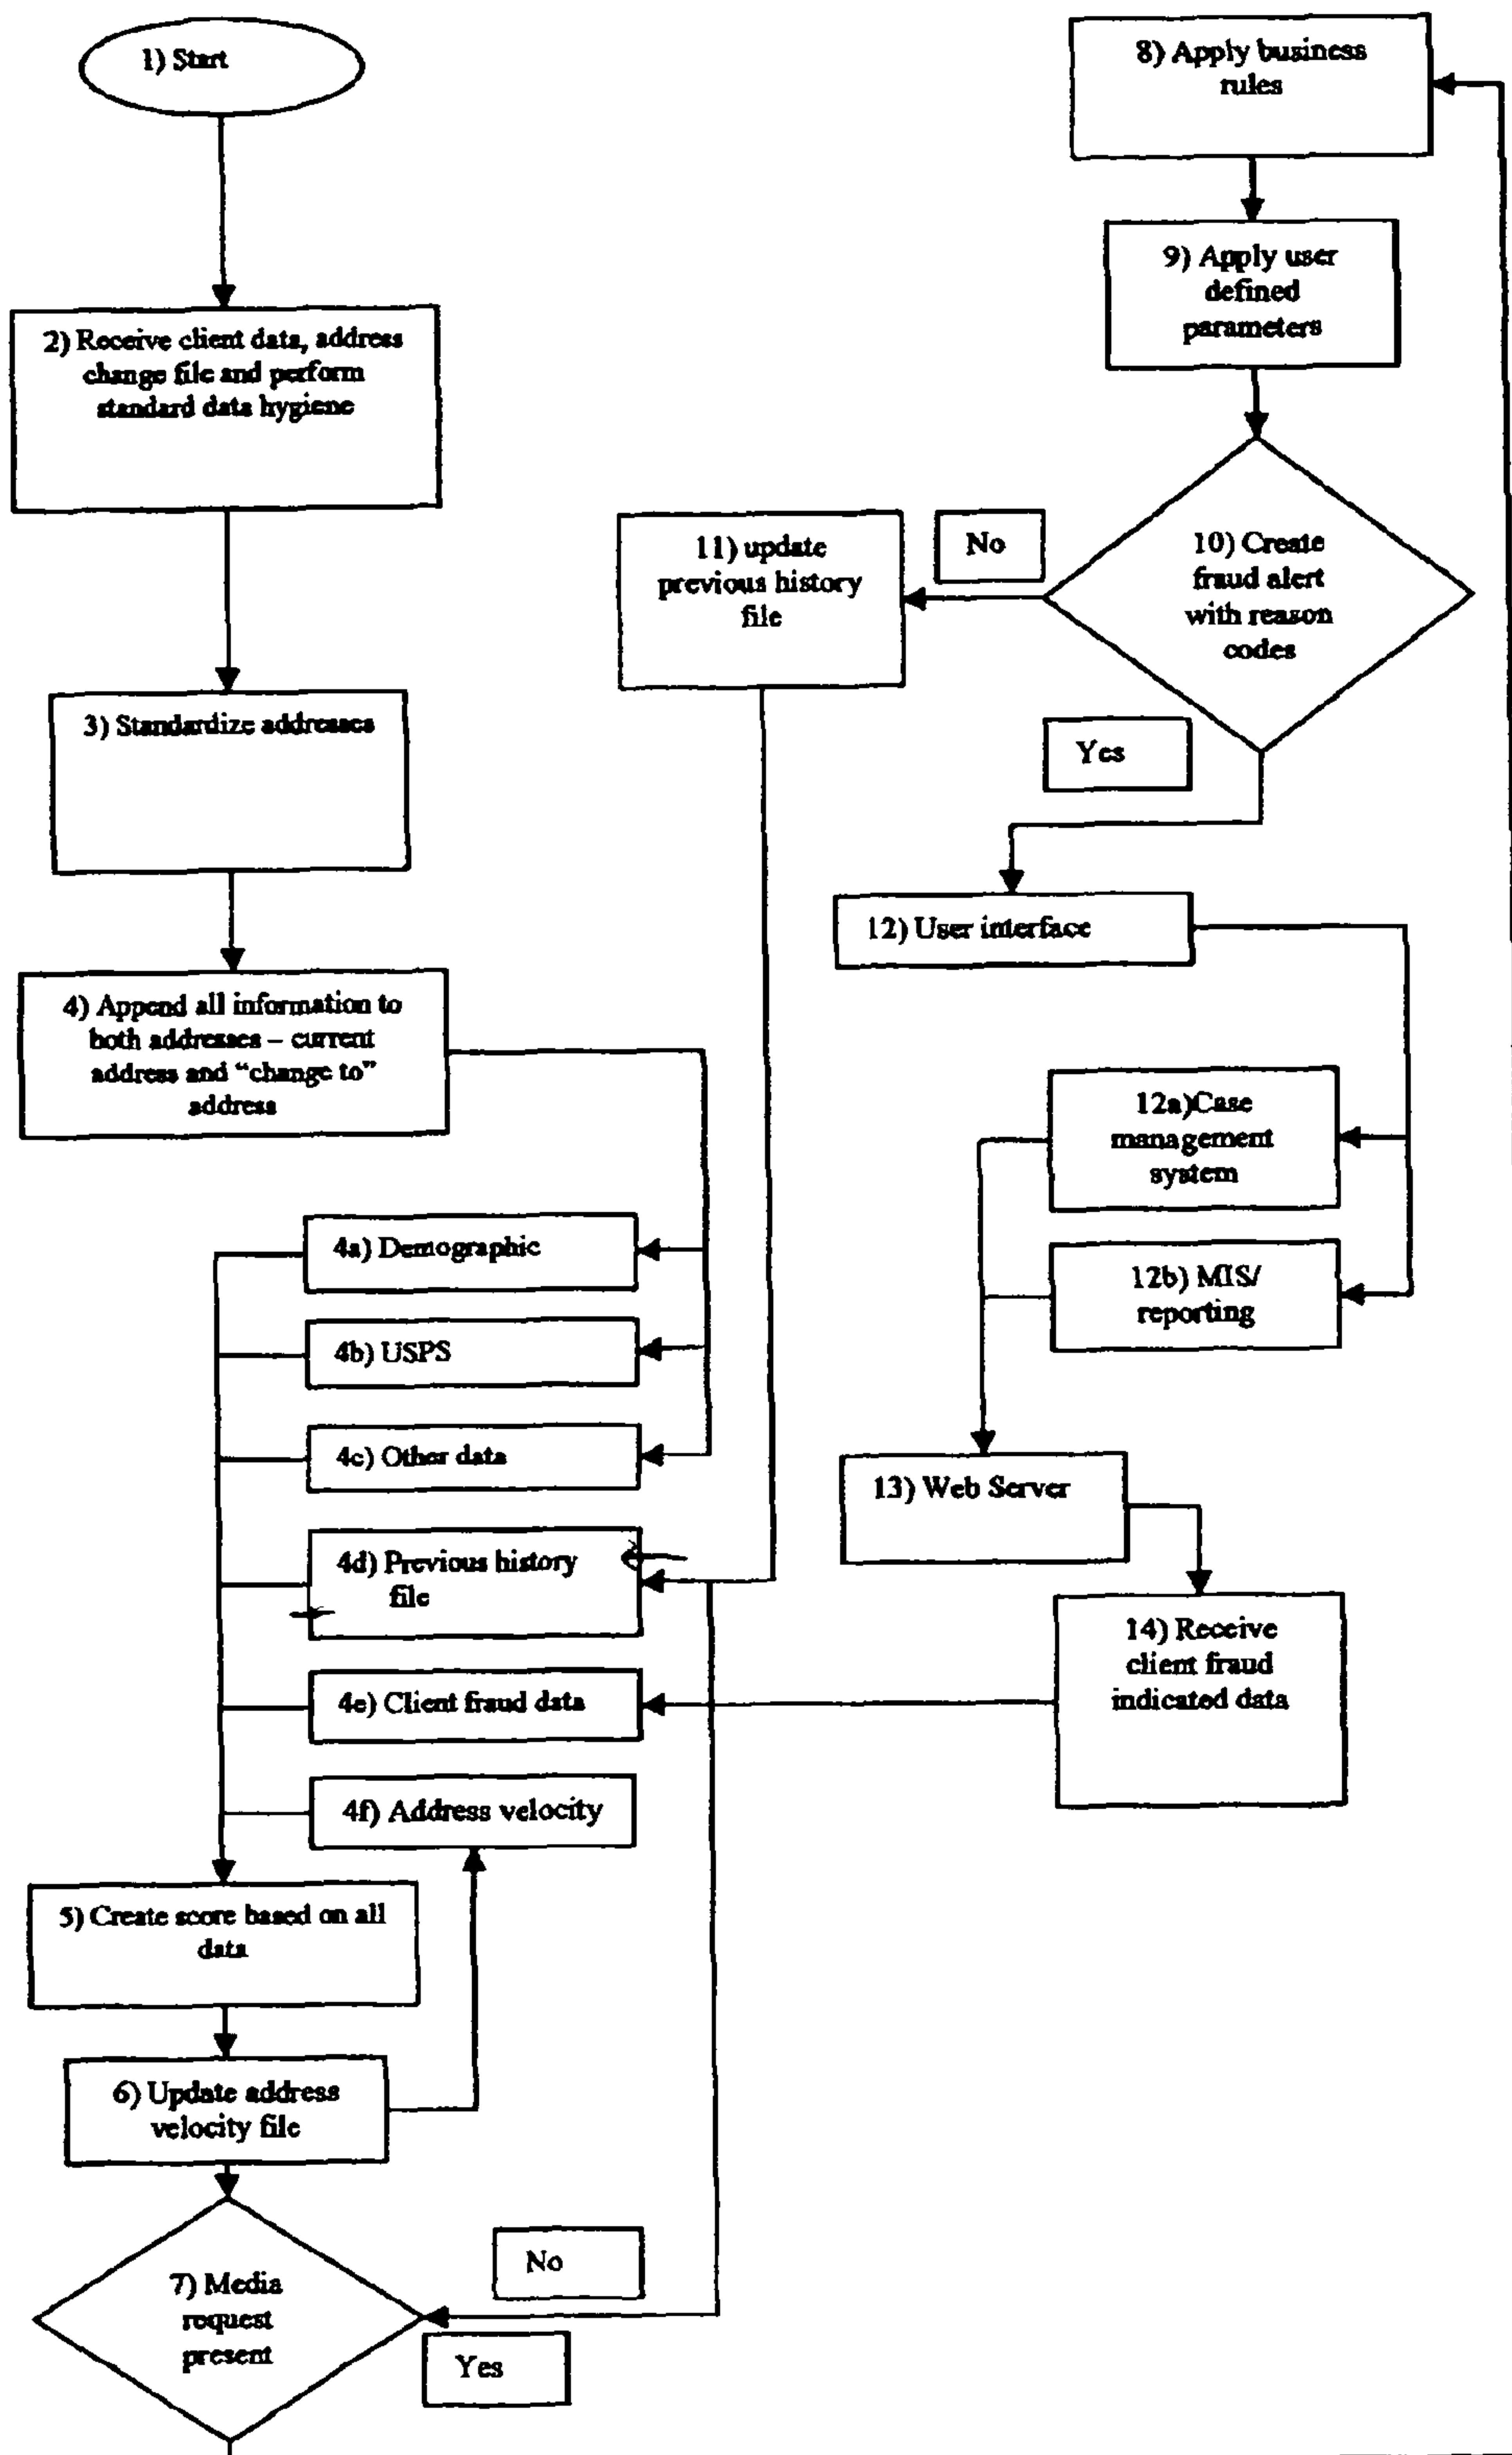 1) Start
2) Receive client data, address
change file and perform
standard data hygiene
3) Standardize addresses
4) Append all information to
both addresses – current
address and “change to”
address
4a) Demographic
4b) USPS
4c) Other data
4d) Previous history
file
4e) Client fraud data
4f) Address velocity
5) Create score based on all
data
6) Update address
velocity file
7) Media
request
present
No
Yes
8) Apply business
rules
9) Apply user
defined
parameters
10) Create
fraud alert
with reason
codes
No
11) update
previous history
file
Yes
12) User interface
12a)Case
management
system
12b) MIS/
reporting
13) Web Server
14) Receive
client fraud
indicated data